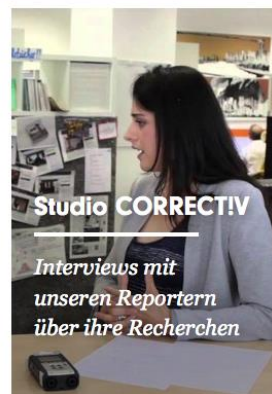 Studio CORRECT!V
Interviews mit
unseren Reportern
über ihre Recherchen